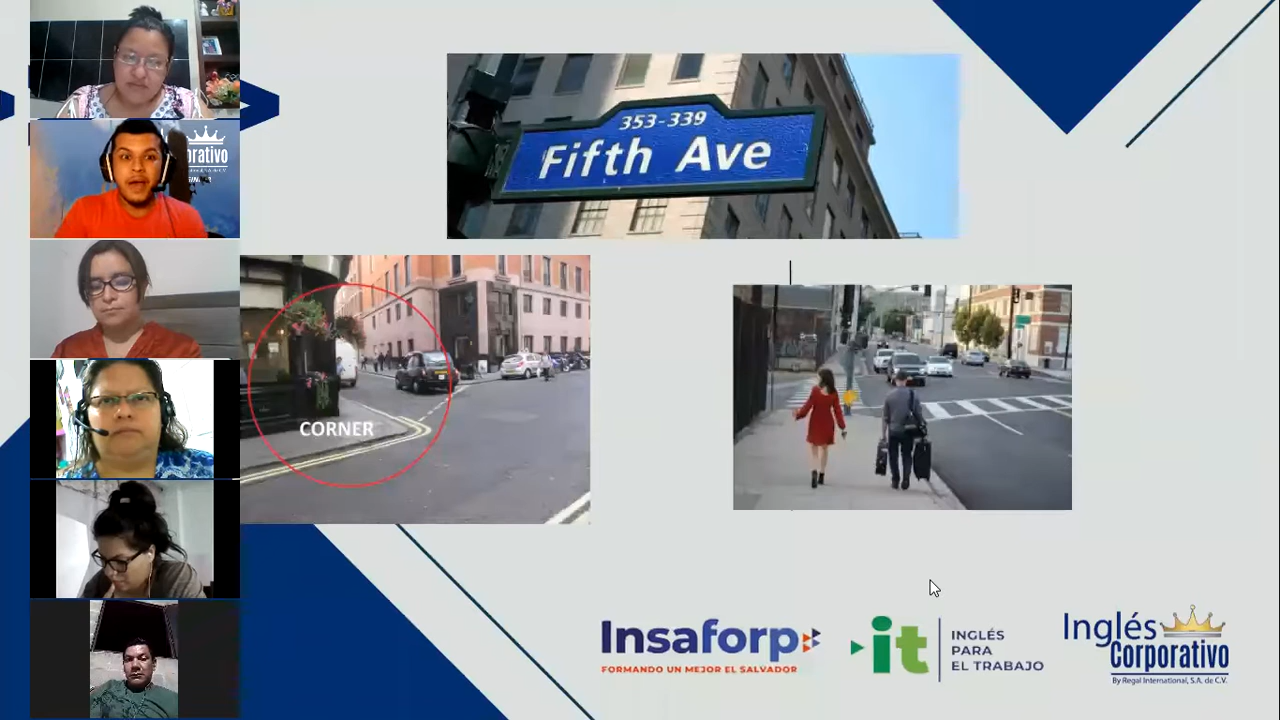 353-339
Fifth Ave
CORNER
Corporativo
Insaforp
FORMANDO UN MEJOR EL SALVADOR
it
INGLÉS
PARA
EL TRABAJO
Inglés
Corporativo
By Regal International, S.A. de C.V.